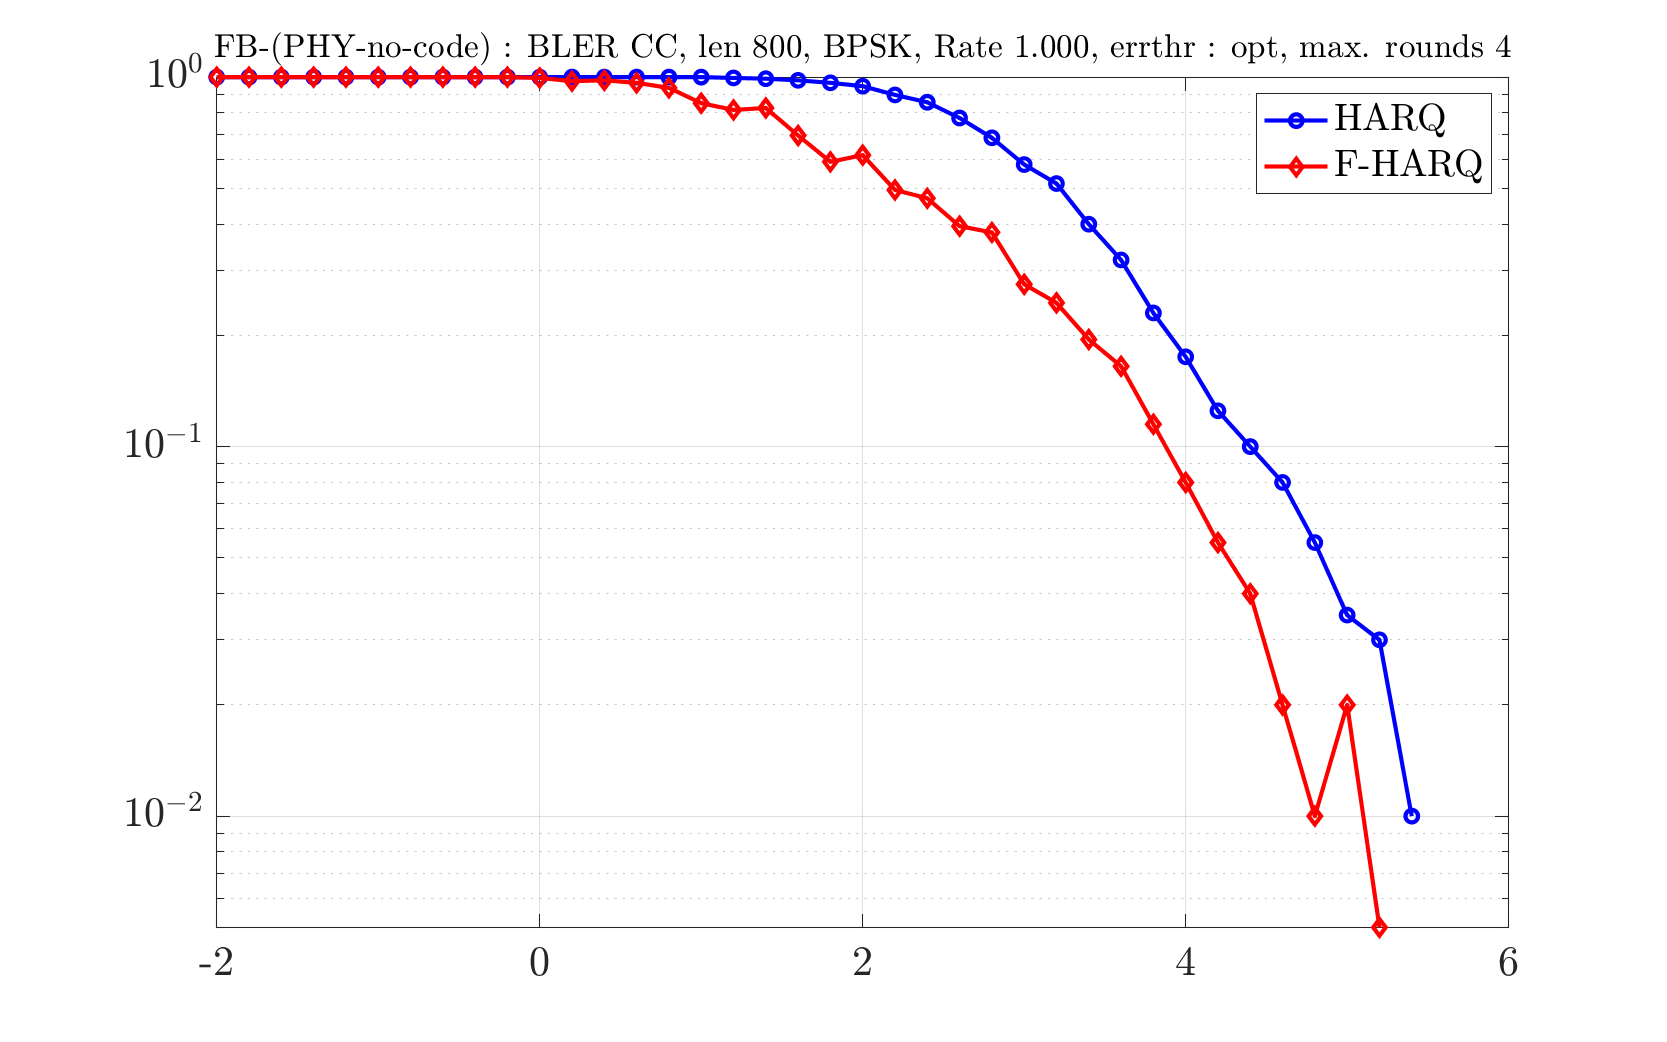 FB-(PHY-no-code) : BLER CC, len 800, BPSK, Rate 1.000, errthr : opt, max. rounds 4
10^0
HARQ
F-HARQ
10^−1
10^−2
-2 0 2 4 6